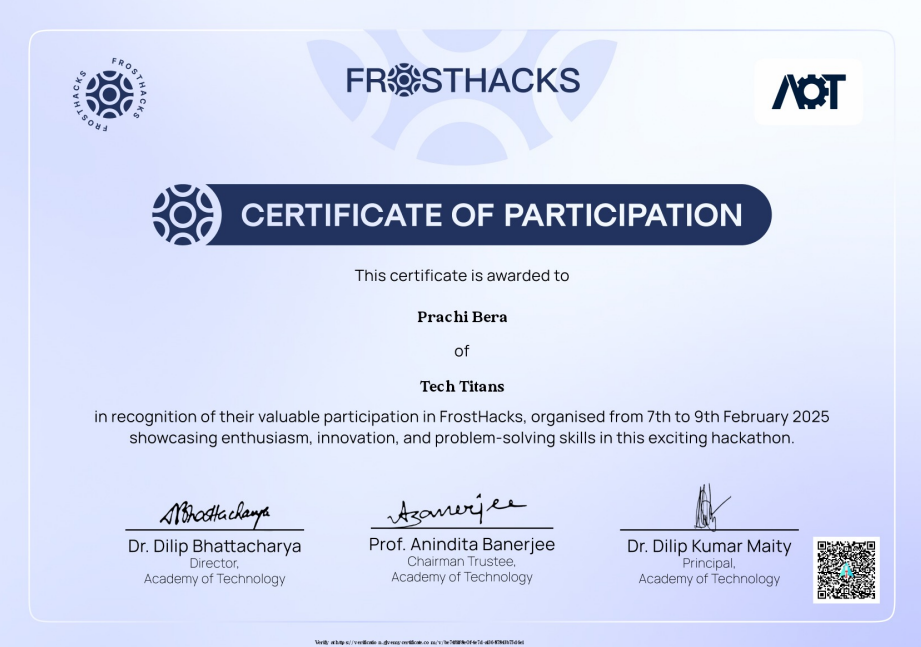 FROSTHACKS
FROSTHACKS
FROSTHACKS
AOT
CERTIFICATE OF PARTICIPATION
This certificate is awarded to
Prachi Bera
of
Tech Titans
in recognition of their valuable participation in FrostHacks, organised from 7th to 9th February 2025
showcasing enthusiasm, innovation, and problem-solving skills in this exciting hackathon.
Dr. Dilip Bhattacharya
Director,
Academy of Technology
Prof. Anindita Banerjee
Chairman Trustee,
Academy of Technology
Dr. Dilip Kumar Maity
Principal,
Academy of Technology
Verify at